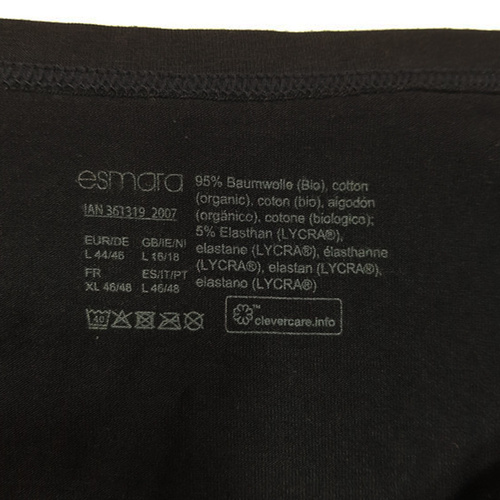 esmara
IAN 361319_2007
EUR/DE GB/IE/NI
L 44/46 L 16/18
FR ES/IT/PT
XL 46/48 L 46/48
40
95% Baumwolle (Bio), cotton
(organic), coton (bio), algodón
(orgánico), cotone (biologico);
5% Elasthan (LYCRA®),
elastane (LYCRA®), élasthanne
(LYCRA®), elastan (LYCRA®),
elastano (LYCRA®)
™
clevercare.info